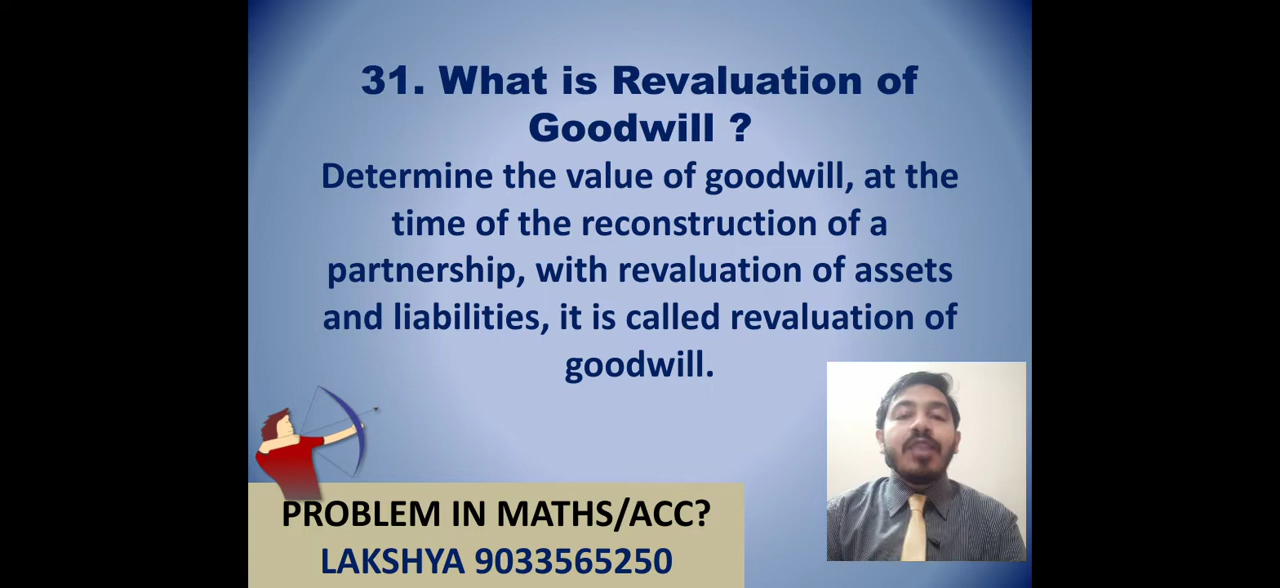 31. What is Revaluation of
Goodwill ?
Determine the value of goodwill, at the
time of the reconstruction of a
partnership, with revaluation of assets
and liabilities, it is called revaluation of
goodwill.
PROBLEM IN MATHS/ACC?
LAKSHYA 9033565250